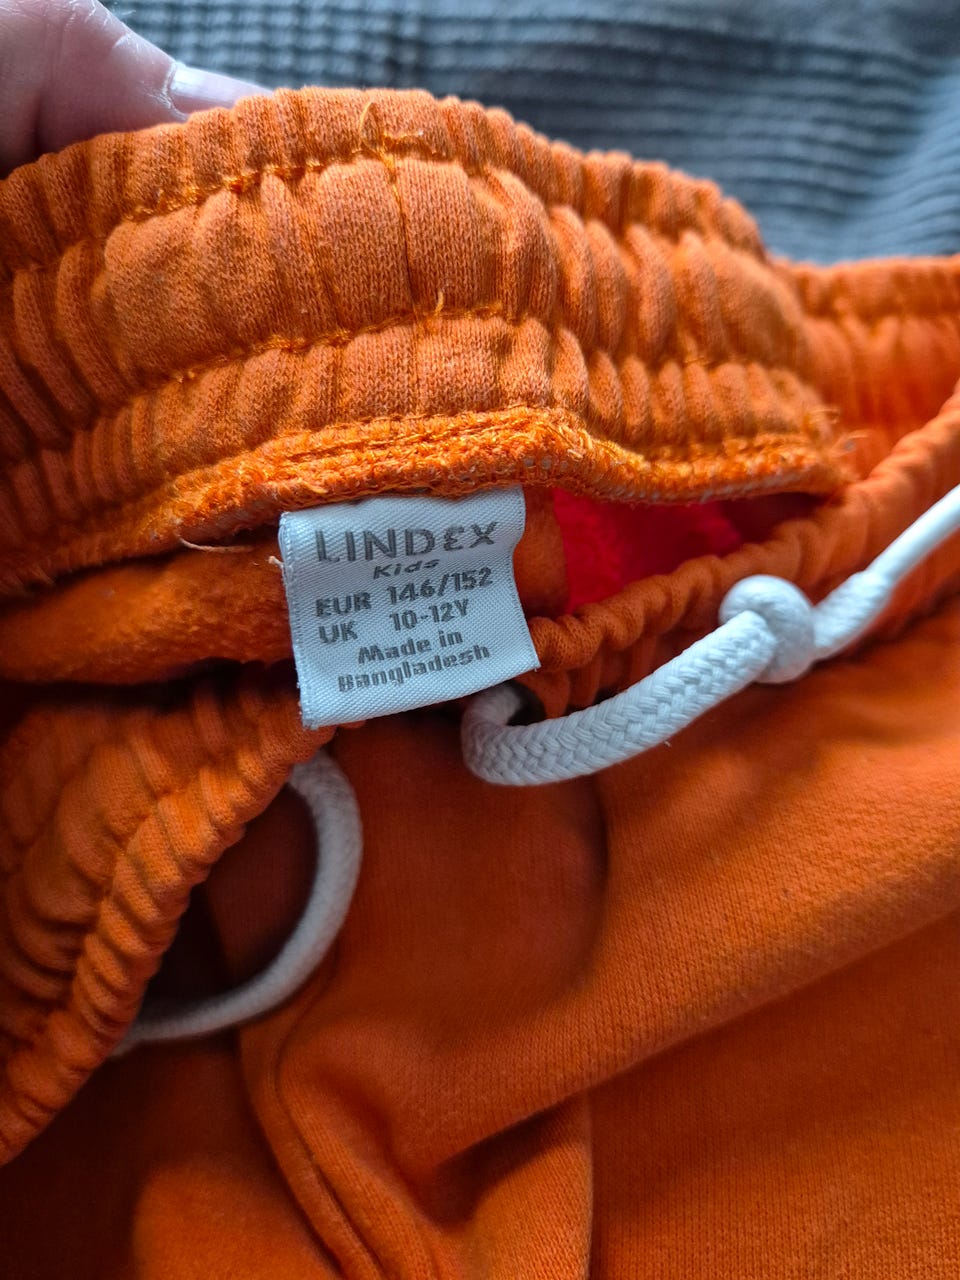 LINDEX
Kids
EUR 146/152
UK 10-12Y
Made in
Bangladesh